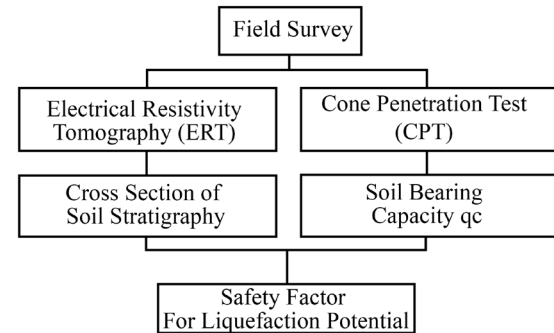 Field Survey
Electrical Resistivity
Tomography (ERT)
Cone Penetration Test
(CPT)
Cross Section of
Soil Stratigraphy
Soil Bearing
Capacity qc
Safety Factor
For Liquefaction Potential